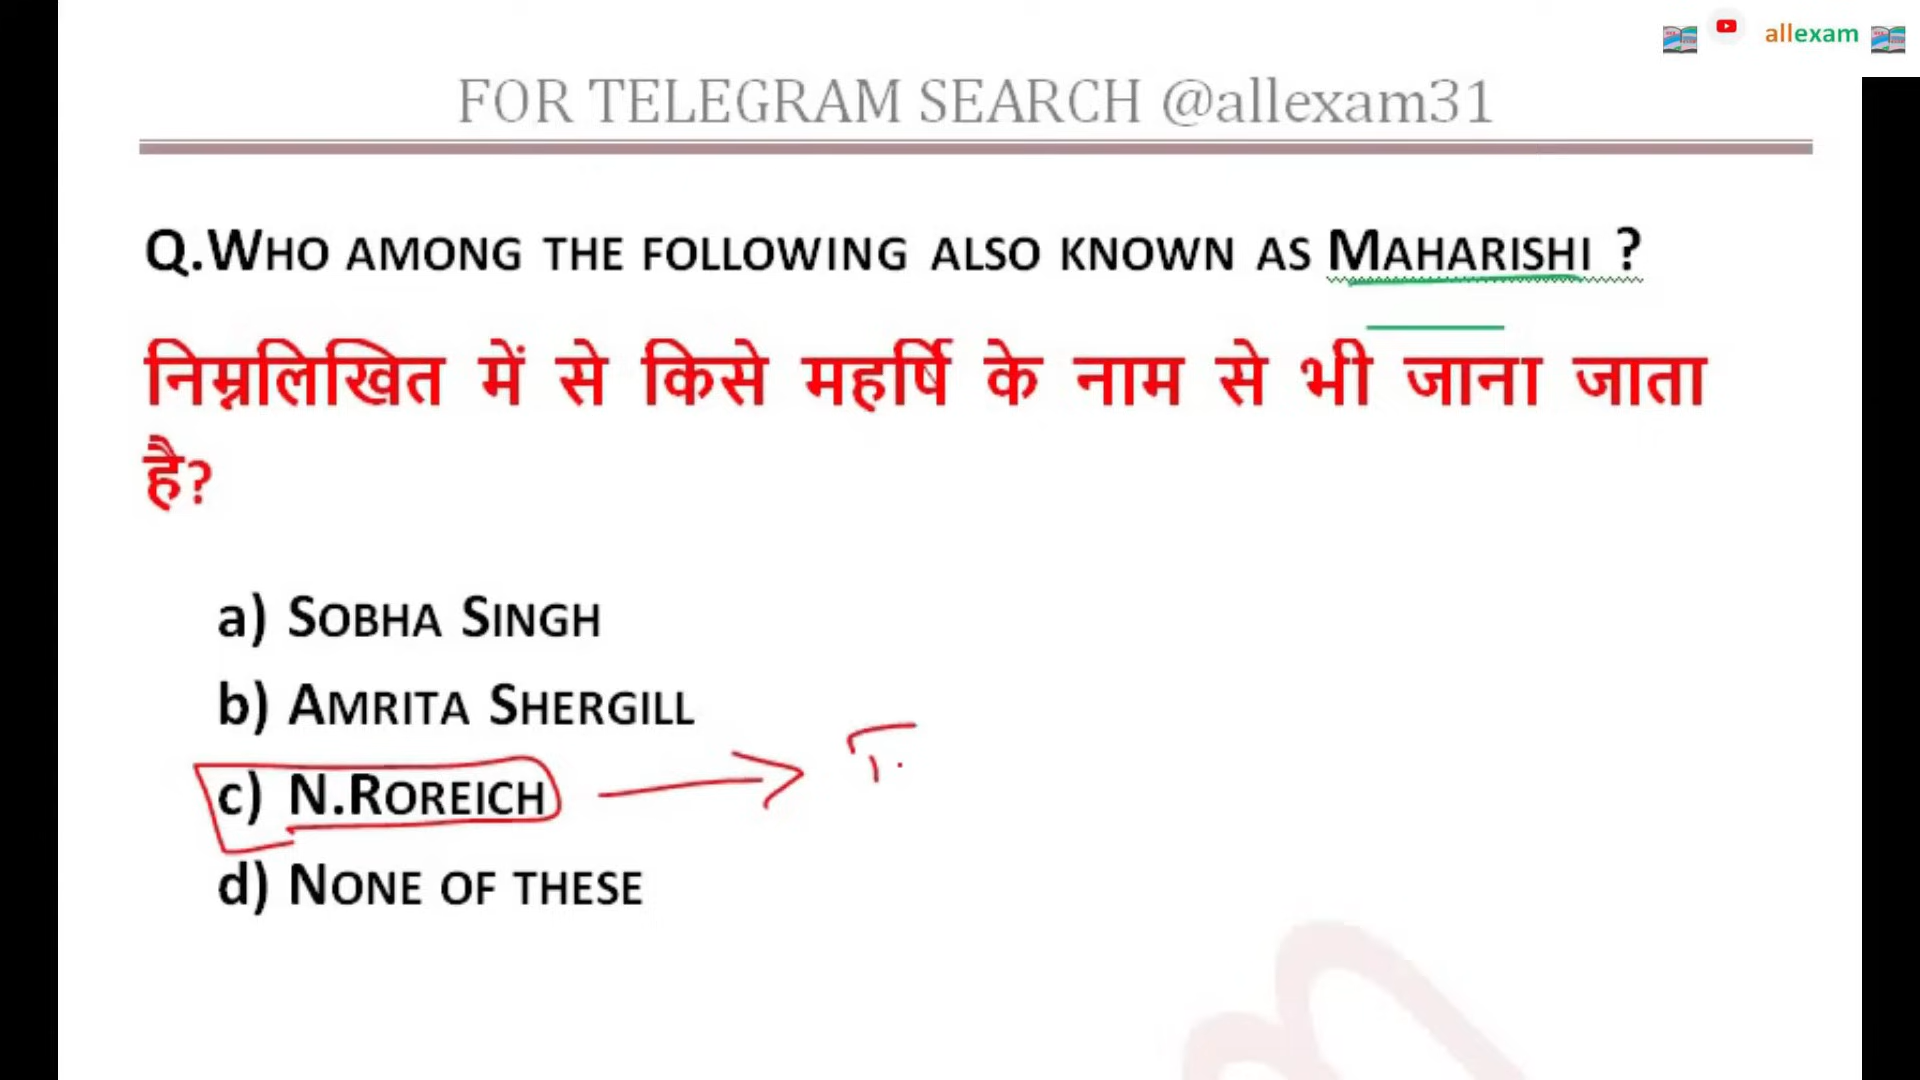 allexam
FOR TELEGRAM SEARCH @allexam31
Q.WHO AMONG THE FOLLOWING ALSO KNOWN AS MAHARISHI ?
निम्नलिखित में से किसे महर्षि के नाम से भी जाना जाता
है?
a) SOBHA SINGH
b) AMRITA SHERGILL
c) N.ROREICH
d) NONE OF THESE